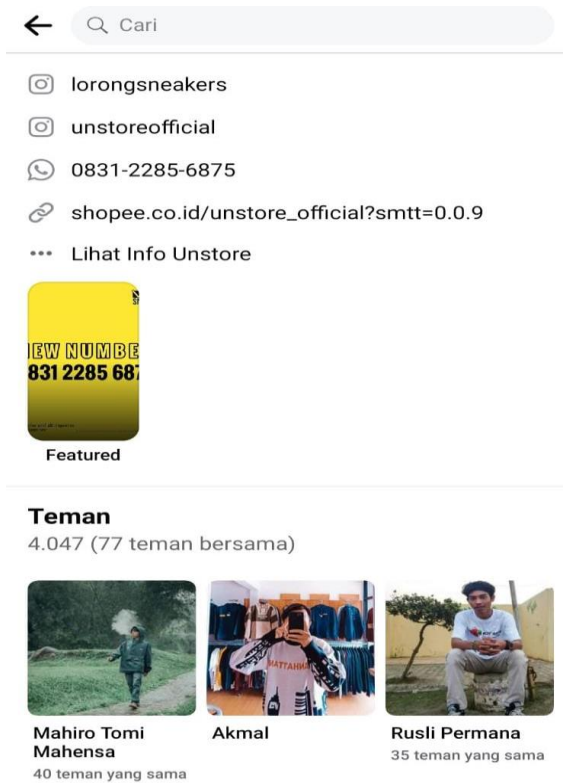 Cari
lorongsneakers
unstoreofficial
0831-2285-6875
shopee.co.id/unstore_official?smtt=0.0.9
Lihat Info Unstore
EW NUMBE
831 2285 687
Featured
Teman
4.047 (77 teman bersama)
Mahiro Tomi
Mahensa
40 teman yang sama
MANHATTAN
Akmal
Rusli Permana
35 teman yang sama